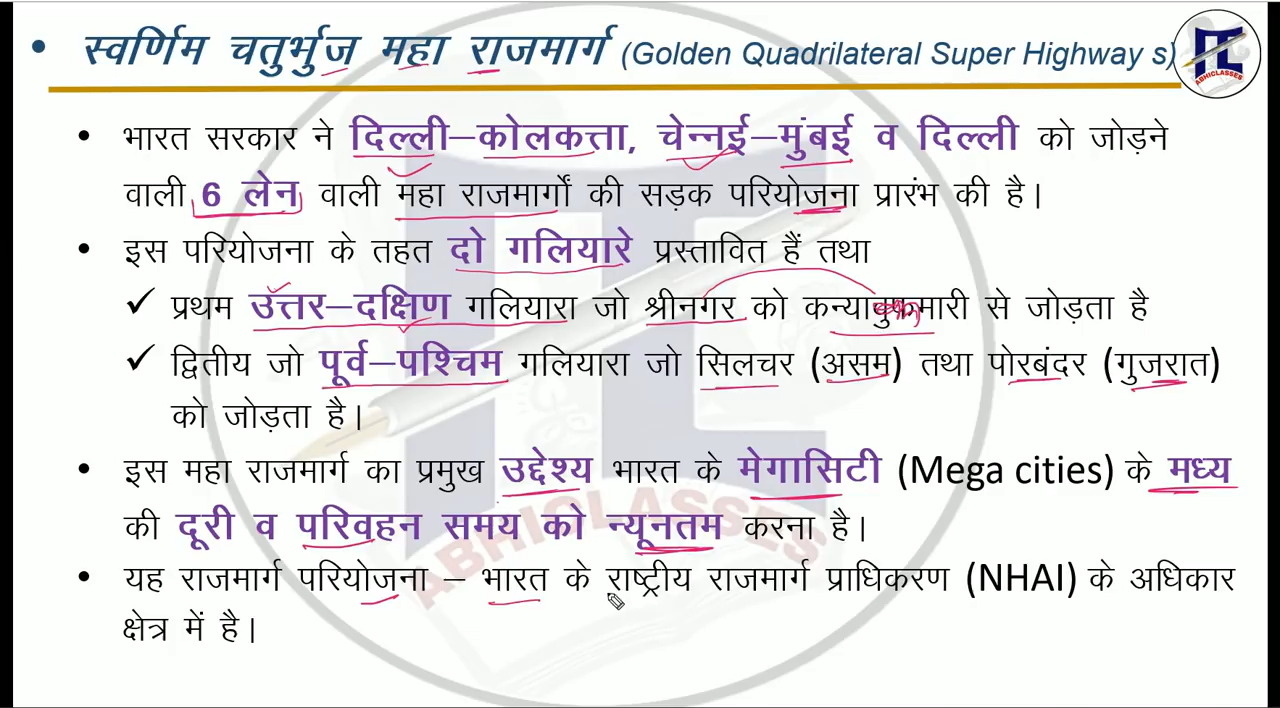 • स्वर्णिम चतुर्भुज महा राजमार्ग (Golden Quadrilateral Super Highway s)
ABHICLASSES
• भारत सरकार ने दिल्ली–कोलकत्ता, चेन्नई–मुंबई व दिल्ली को जोड़ने
वाली 6 लेन वाली महा राजमार्गों की सड़क परियोजना प्रारंभ की है।
• इस परियोजना के तहत दो गलियारे प्रस्तावित हैं तथा
✓ प्रथम उत्तर–दक्षिण गलियारा जो श्रीनगर को कन्याकुमारी से जोड़ता है
✓ द्वितीय जो पूर्व–पश्चिम गलियारा जो सिलचर (असम) तथा पोरबंदर (गुजरात)
को जोड़ता है।
• इस महा राजमार्ग का प्रमुख उद्देश्य भारत के मेगासिटी (Mega cities) के मध्य
की दूरी व परिवहन समय को न्यूनतम करना है।
• यह राजमार्ग परियोजना – भारत के राष्ट्रीय राजमार्ग प्राधिकरण (NHAI) के अधिकार
क्षेत्र में है।
ABHICLASSES